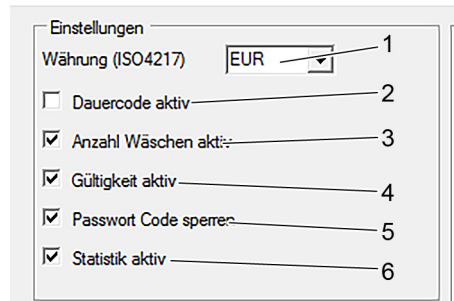 Einstellungen
Währung (ISO4217) EUR 1
Dauercode aktiv 2
Anzahl Wäschen aktiv 3
Gültigkeit aktiv 4
Passwort Code sperren 5
Statistik aktiv 6